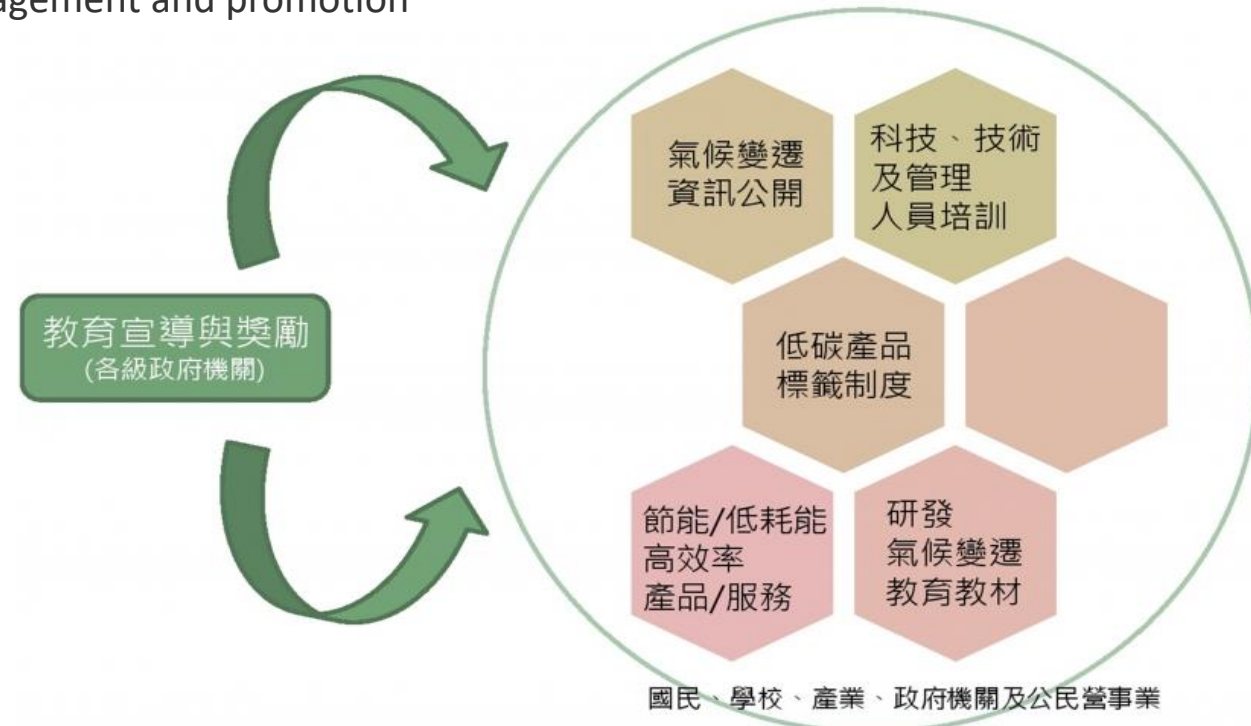 agement and promotion
教育宣導與獎勵
(各級政府機關)
氣候變遷
資訊公開
科技、技術
及管理
人員培訓
低碳產品
標籤制度
節能/低耗能
高效率
產品/服務
研發
氣候變遷
教育教材
國民、學校、產業、政府機關及公民營事業